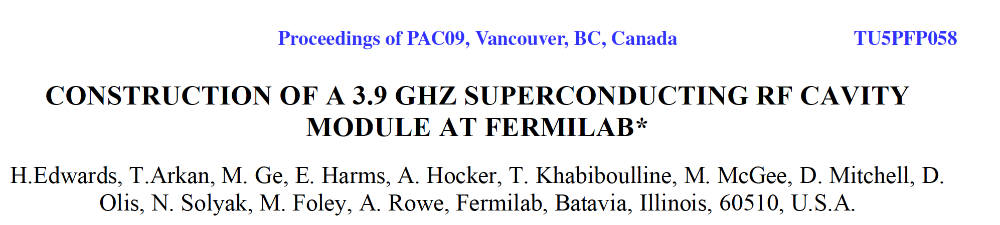 Proceedings of PAC09, Vancouver, BC, Canada TU5PFP058
CONSTRUCTION OF A 3.9 GHZ SUPERCONDUCTING RF CAVITY
MODULE AT FERMILAB*
H.Edwards, T.Arkan, M. Ge, E. Harms, A. Hocker, T. Khabiboulline, M. McGee, D. Mitchell, D.
Olis, N. Solyak, M. Foley, A. Rowe, Fermilab, Batavia, Illinois, 60510, U.S.A.